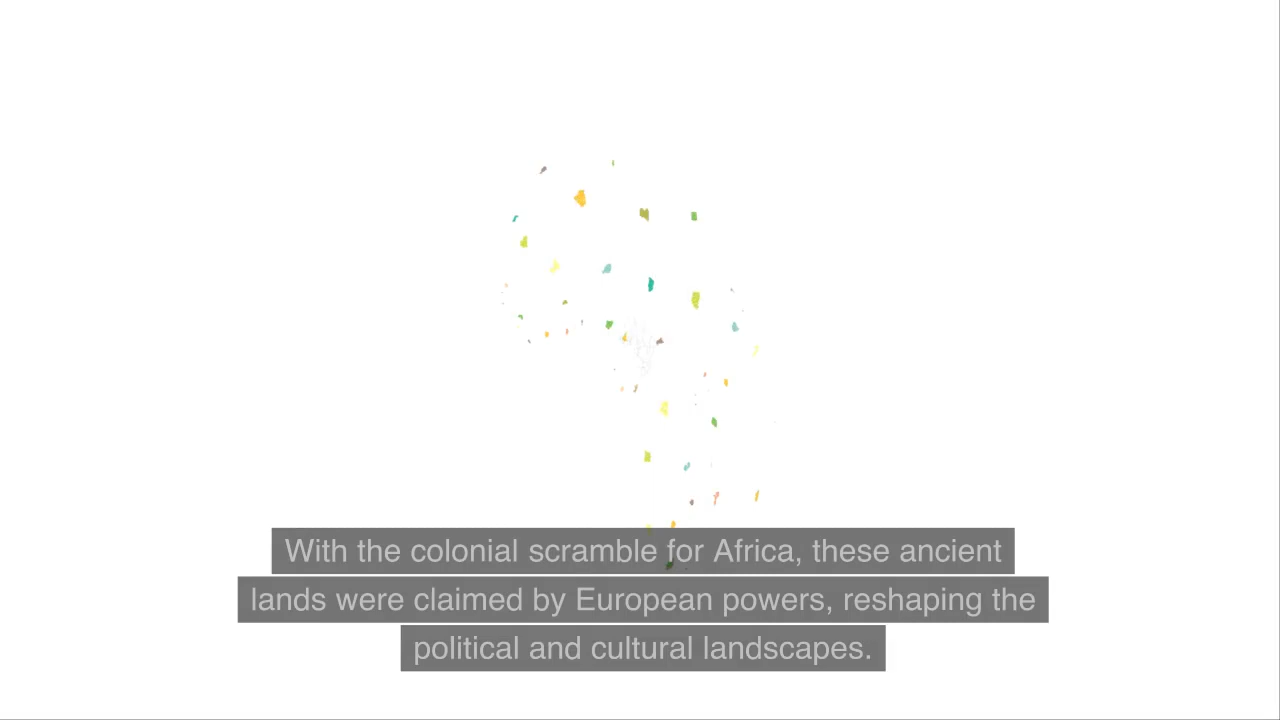 With the colonial scramble for Africa, these ancient
lands were claimed by European powers, reshaping the
political and cultural landscapes.